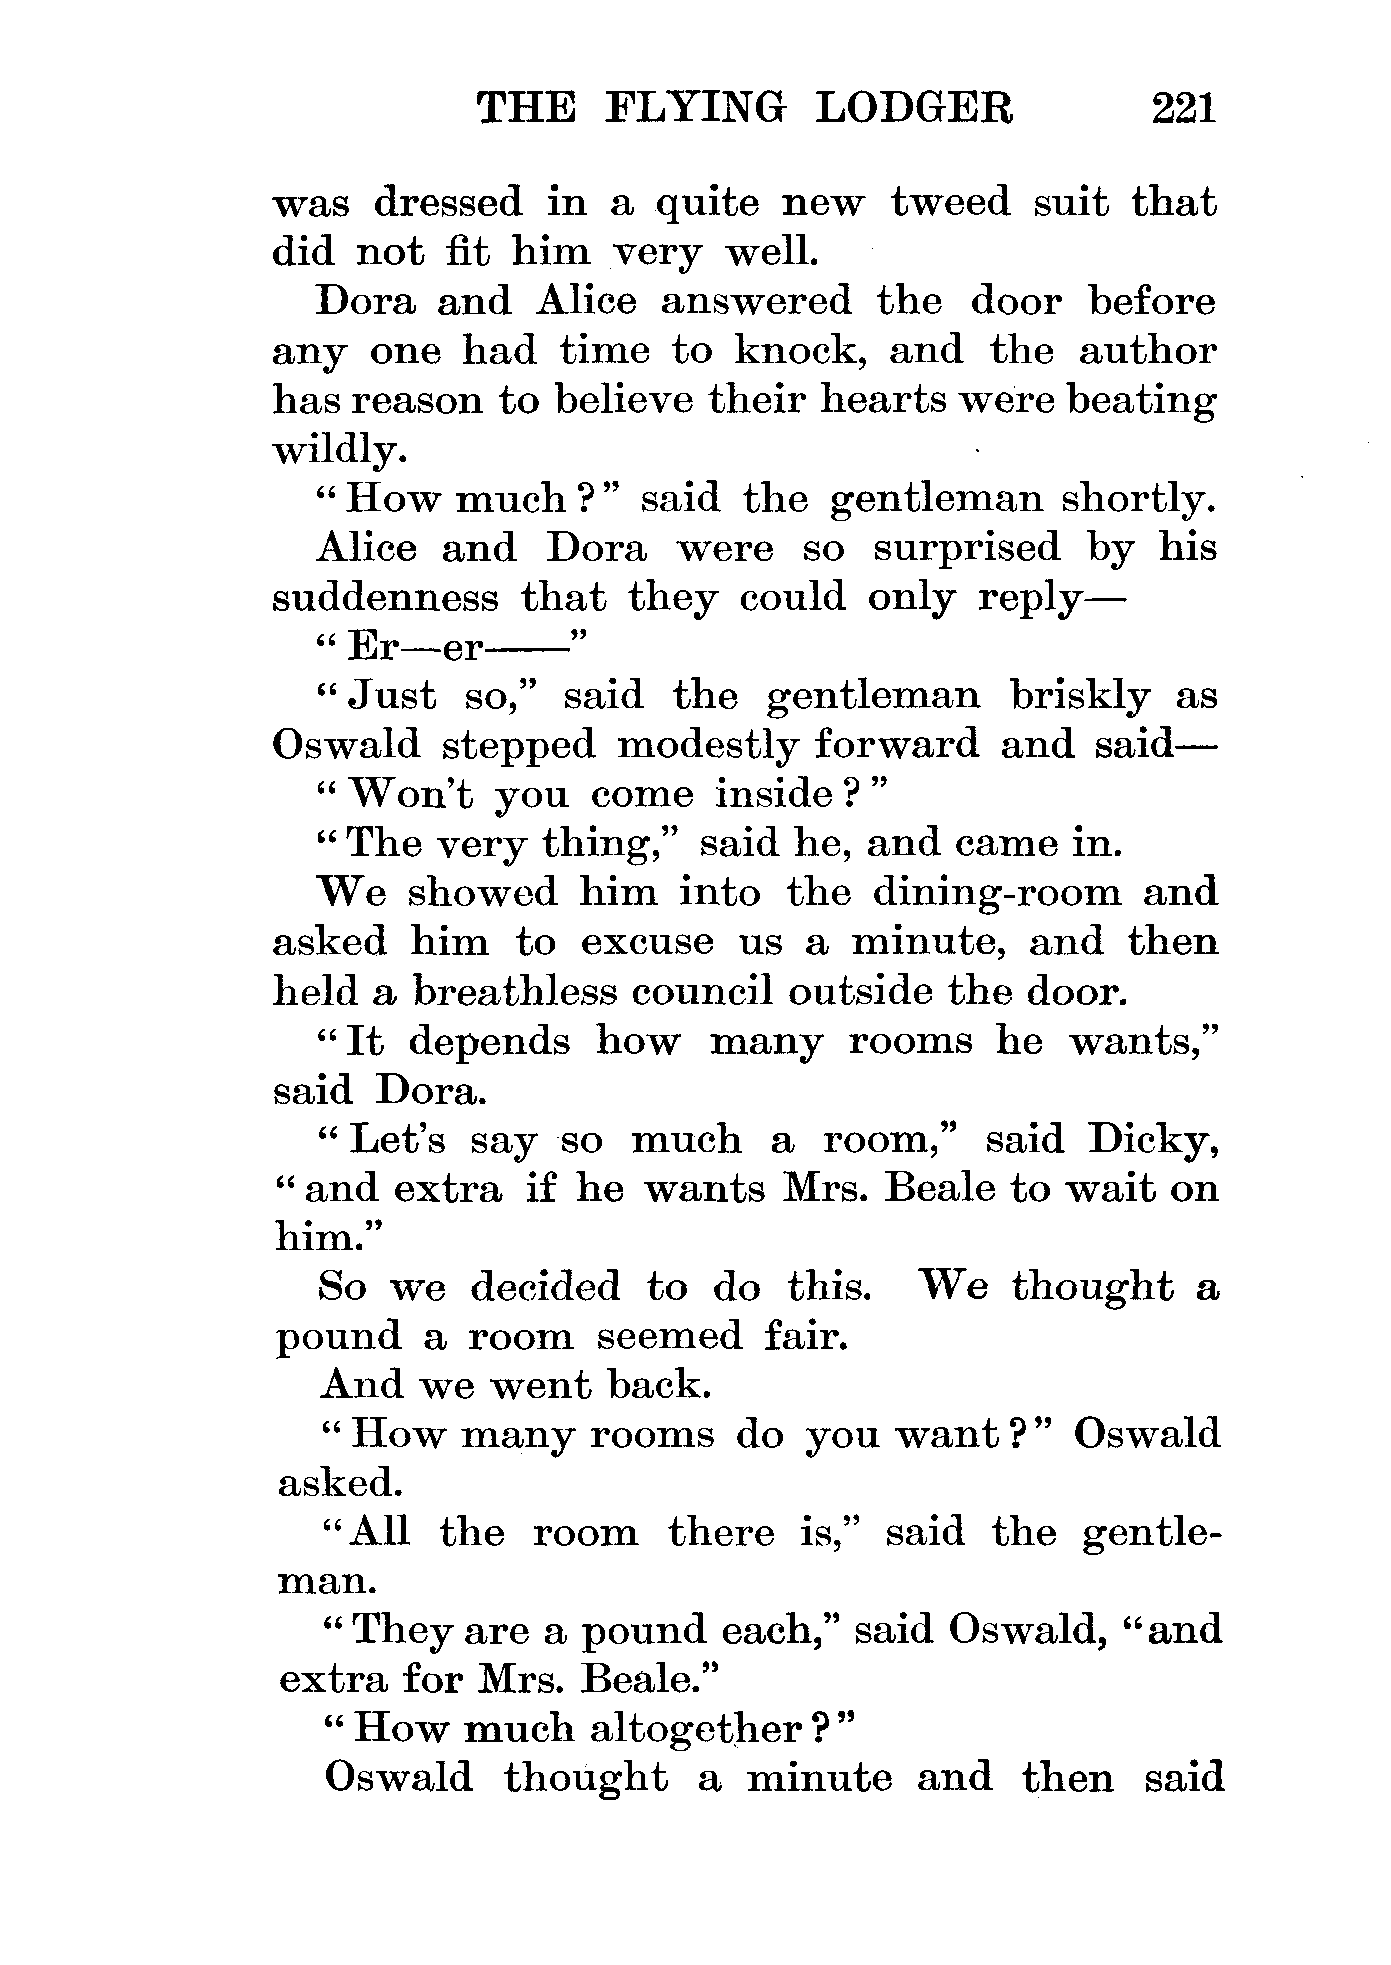 THE FLYING LODGER 221
was dressed in a quite new tweed suit that
did not fit him very well.
Dora and Alice answered the door before
any one had time to knock, and the author
has reason to believe their hearts were beating
wildly.
“How much?” said the gentleman shortly.
Alice and Dora were so surprised by his
suddenness that they could only reply—
“Er—er——”
“Just so,” said the gentleman briskly as
Oswald stepped modestly forward and said—
“Won’t you come inside?”
“The very thing,” said he, and came in.
We showed him into the dining-room and
asked him to excuse us a minute, and then
held a breathless council outside the door.
“It depends how many rooms he wants,”
said Dora.
“Let’s say so much a room,” said Dicky,
“and extra if he wants Mrs. Beale to wait on
him.”
So we decided to do this. We thought a
pound a room seemed fair.
And we went back.
“How many rooms do you want?” Oswald
asked.
“All the room there is,” said the gentle-
man.
“They are a pound each,” said Oswald, “and
extra for Mrs. Beale.”
“How much altogether?”
Oswald thought a minute and then said